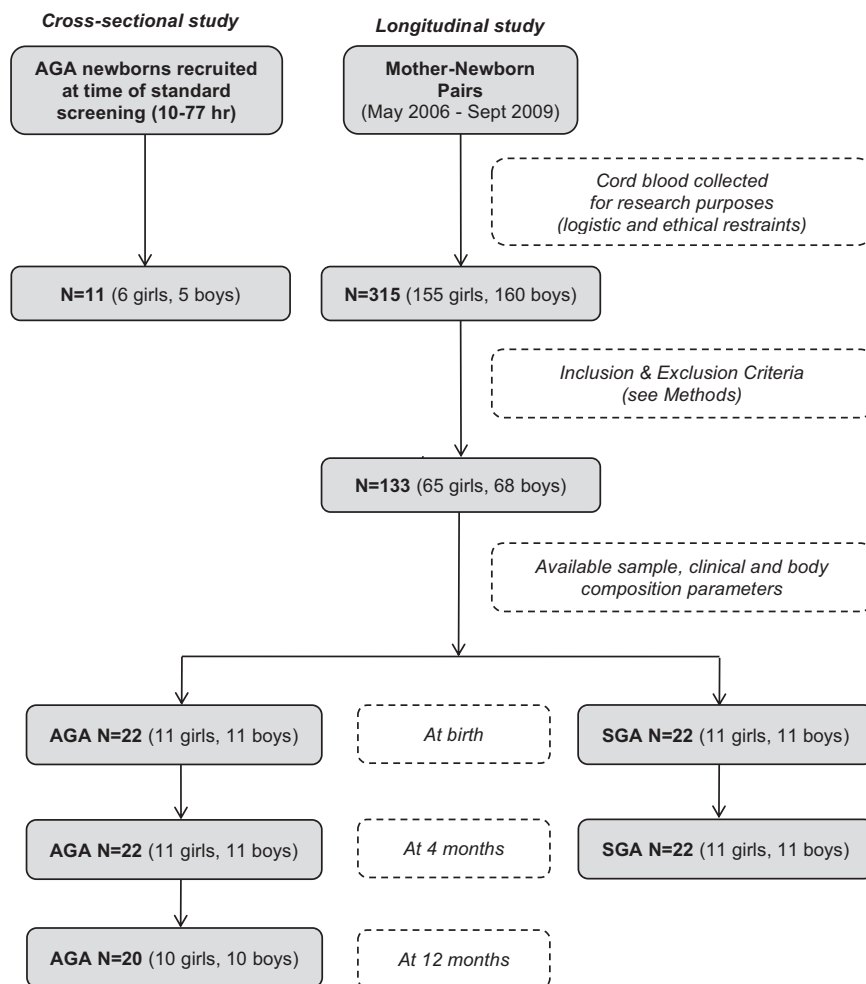 Cross-sectional study
Longitudinal study
AGA newborns recruited
at time of standard
screening (10-77 hr)
Mother-Newborn
Pairs
(May 2006 - Sept 2009)
Cord blood collected
for research purposes
(logistic and ethical restraints)
N=11 (6 girls, 5 boys)
N=315 (155 girls, 160 boys)
Inclusion & Exclusion Criteria
(see Methods)
N=133 (65 girls, 68 boys)
Available sample, clinical and body
composition parameters
AGA N=22 (11 girls, 11 boys)
At birth
SGA N=22 (11 girls, 11 boys)
AGA N=22 (11 girls, 11 boys)
At 4 months
SGA N=22 (11 girls, 11 boys)
AGA N=20 (10 girls, 10 boys)
At 12 months